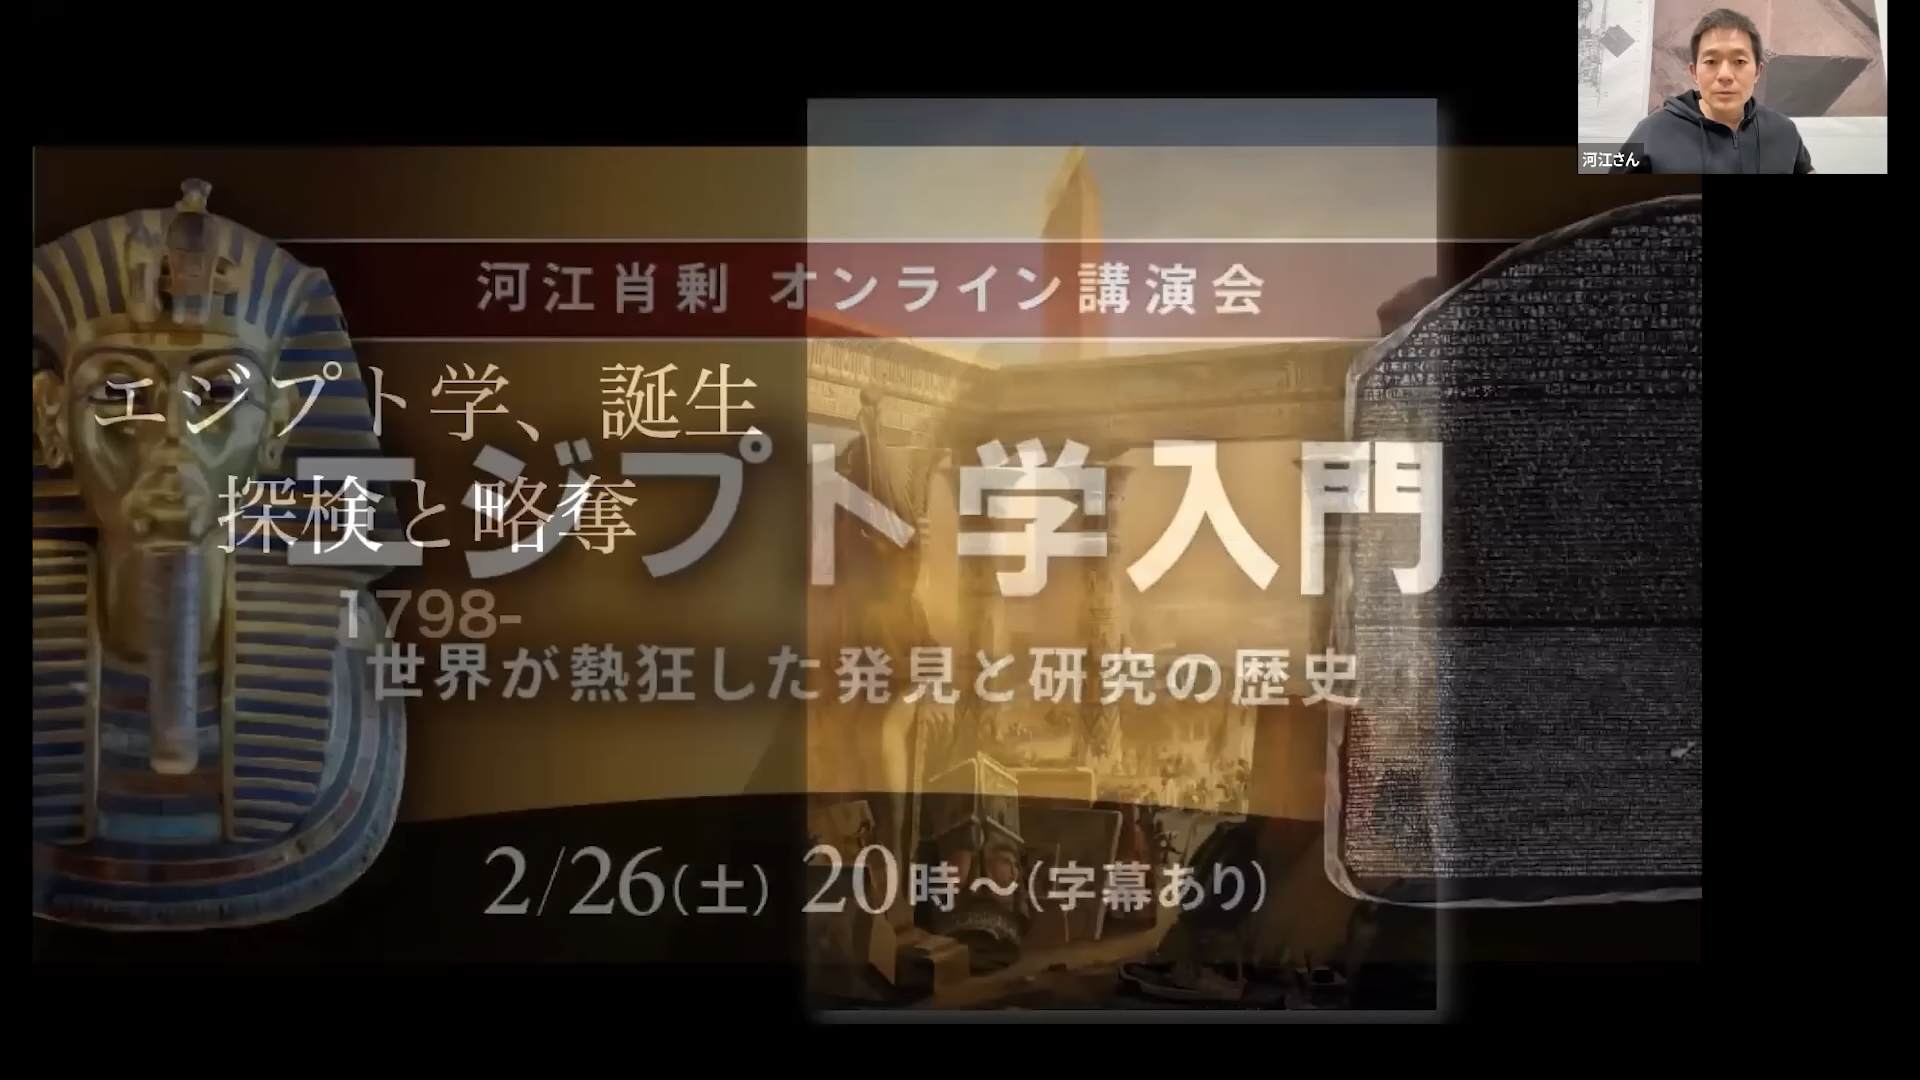 河江さん
河江肖剰 オンライン講演会
エジプト学、誕生
探検と略奪
1798-
エジプト学入門
世界が熱狂した発見と研究の歴史
2/26(土) 20時～(字幕あり)